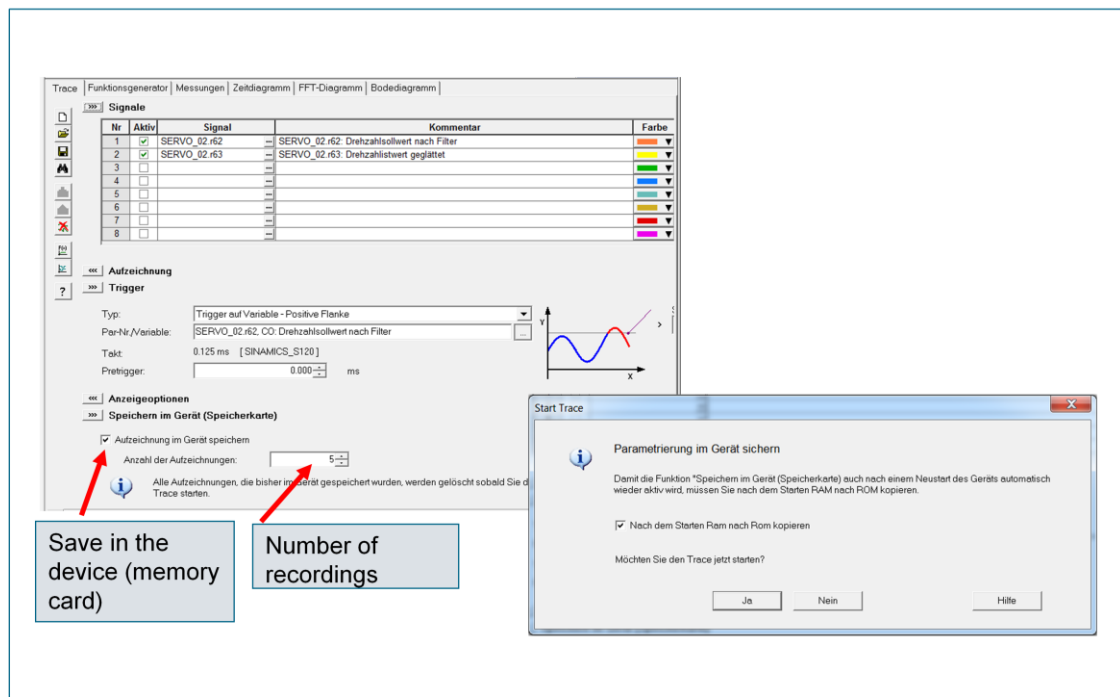 Trace Funktionsgenerator Messungen Zeitdiagramm FFT-Diagramm Bodediagramm
Signale
Nr Aktiv Signal Kommentar Farbe
1 SERVO_02.r62 SERVO_02.r62: Drehzahlsollwert nach Filter
2 SERVO_02.r63 SERVO_02.r63: Drehzahlistwert geglättet
3
4
5
6
7
8
Aufzeichnung
Trigger
Typ: Trigger auf Variable - Positive Flanke
Par-Nr./Variable: SERVO_02.r62, CO: Drehzahlsollwert nach Filter
Takt: 0.125 ms [ SINAMICS_S120 ]
Pretrigger: 0.000 ms
Y
X
Anzeigeoptionen
Speichern im Gerät (Speicherkarte)
Aufzeichnung im Gerät speichern
Anzahl der Aufzeichnungen: 5
Alle Aufzeichnungen, die bisher im Gerät gespeichert wurden, werden gelöscht sobald Sie d
Trace starten.
Save in the
device (memory
card)
Number of
recordings
Start Trace
Parametrierung im Gerät sichern
Damit die Funktion "Speichern im Gerät (Speicherkarte) auch nach einem Neustart des Geräts automatisch
wieder aktiv wird, müssen Sie nach dem Starten RAM nach ROM kopieren.
Nach dem Starten Ram nach Rom kopieren
Möchten Sie den Trace jetzt starten?
Ja Nein Hilfe